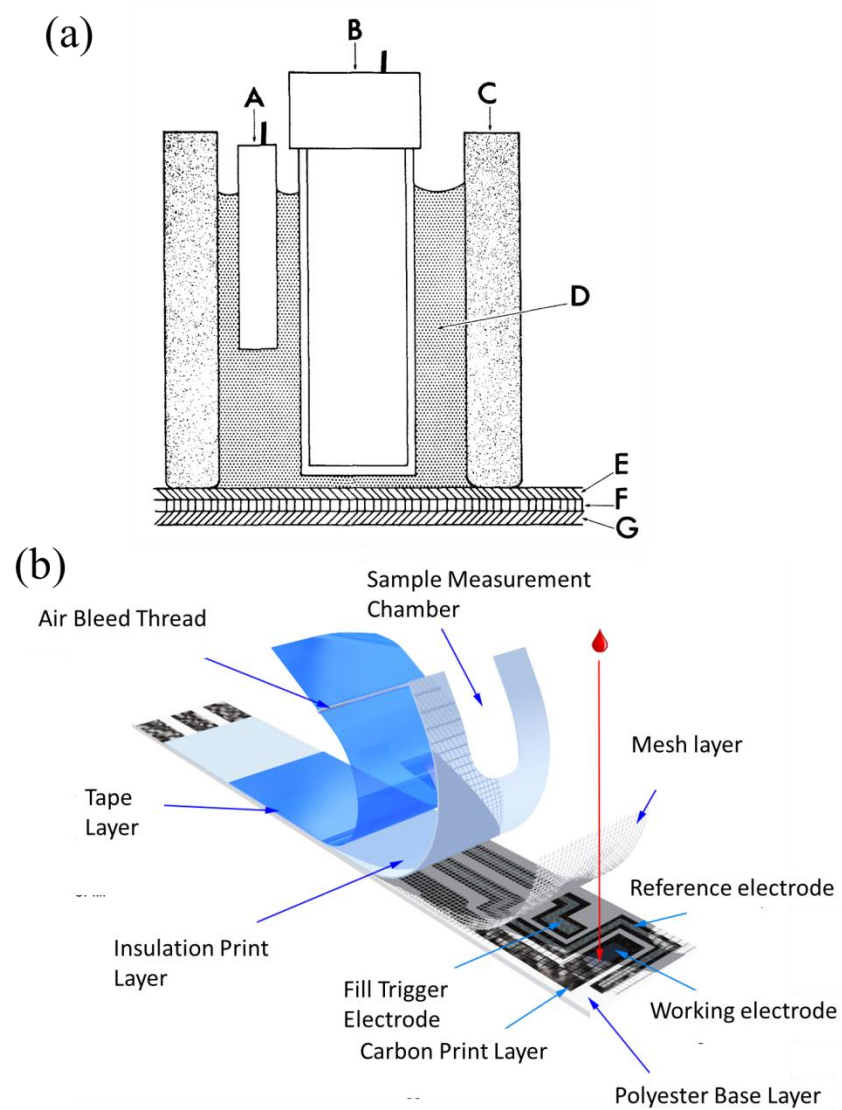 (a)
B
A
C
D
E
F
G
(b)
Sample Measurement
Chamber
Air Bleed Thread
Mesh layer
Tape
Layer
Reference electrode
Insulation Print
Layer
Fill Trigger
Electrode
Working electrode
Carbon Print Layer
Polyester Base Layer